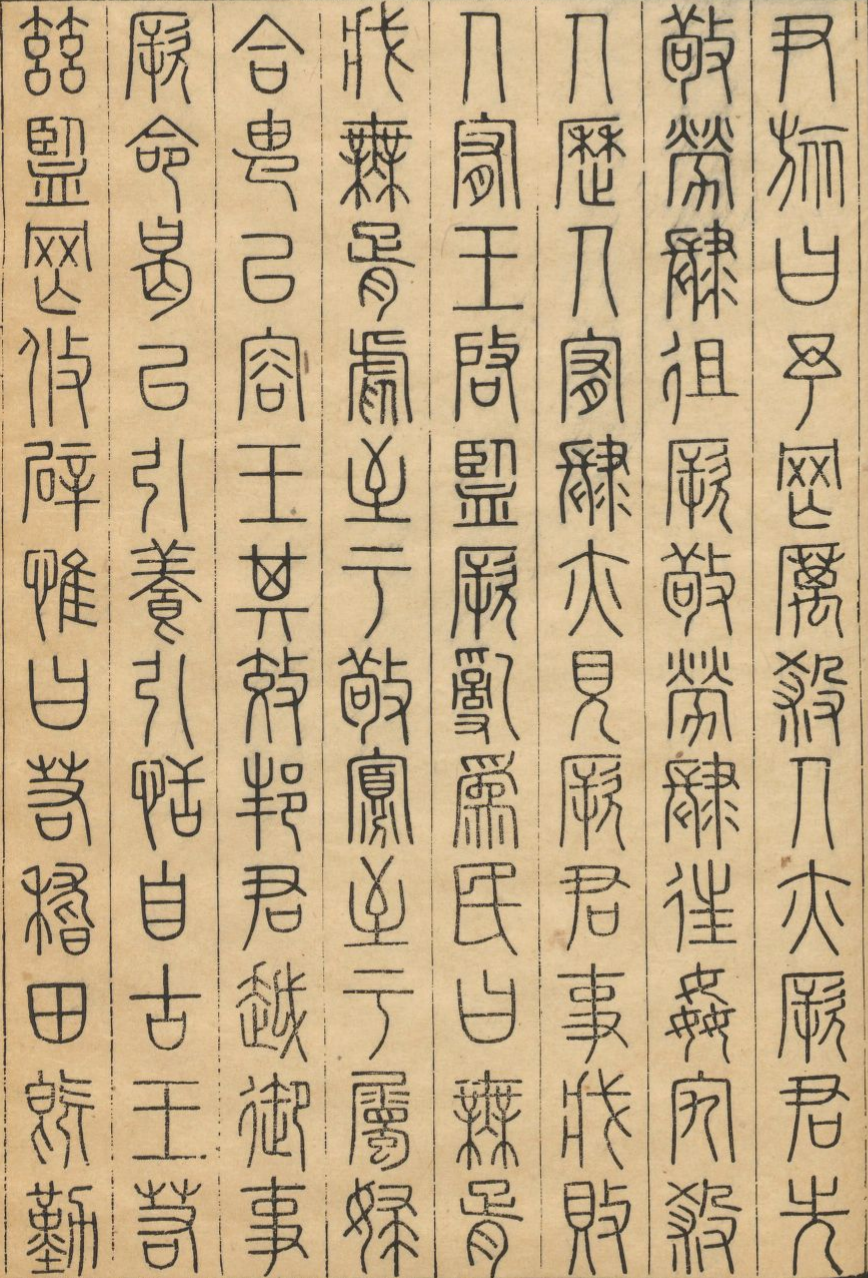 尹旅曰予罔厲殺人亦厥君先
敬勞肆徂厥敬勞肆往姦宄殺
人歷人宥肆亦見厥君事戕敗
人宥王啓監厥亂為民曰無胥
戕無胥虐至于敬寡至于屬婦
合由以容王其效邦君越御事
厥命曷以引養引恬自古王若
茲監罔攸辟惟曰若稽田既勤